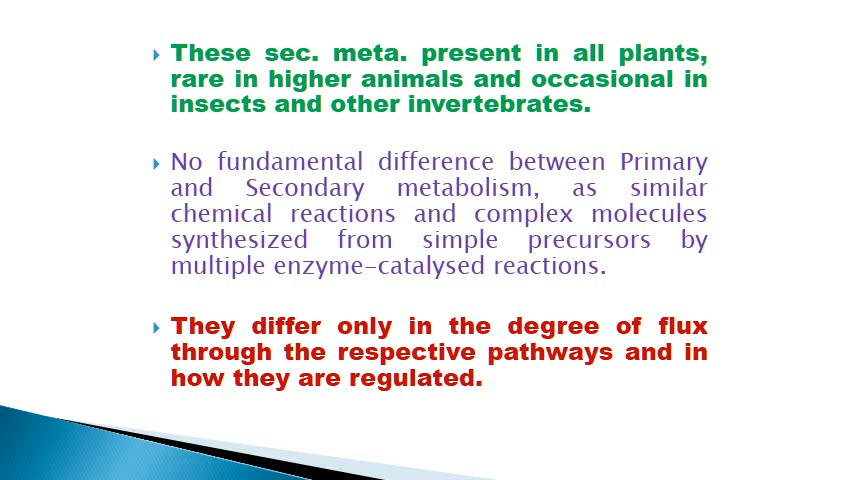 These sec. meta. present in all plants,
rare in higher animals and occasional in
insects and other invertebrates.
No fundamental difference between Primary
and Secondary metabolism, as similar
chemical reactions and complex molecules
synthesized from simple precursors by
multiple enzyme-catalysed reactions.
They differ only in the degree of flux
through the respective pathways and in
how they are regulated.